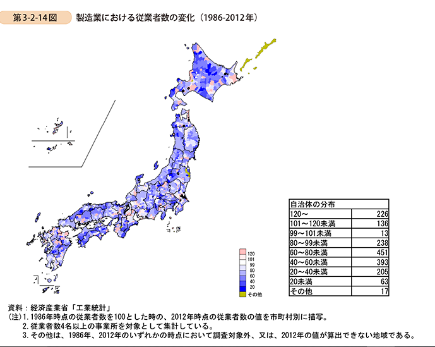 第3-2-14図 製造業における従業者数の変化（1986-2012年）
120
101
99
80
60
40
20
その他
自治体の分布
120～ 226
101～120未満 136
99～101未満 13
80～99未満 238
60～80未満 451
40～60未満 393
20～40未満 205
20未満 63
その他 17
資料：経済産業省「工業統計」
（注）1. 1986年時点の従業者数を100とした時の、2012年時点の従業者数の値を市町村別に描写。
2. 従業者数4名以上の事業所を対象として集計している。
3. その他は、1986年、2012年のいずれかの時点において調査対象外、又は、2012年の値が算出できない地域である。